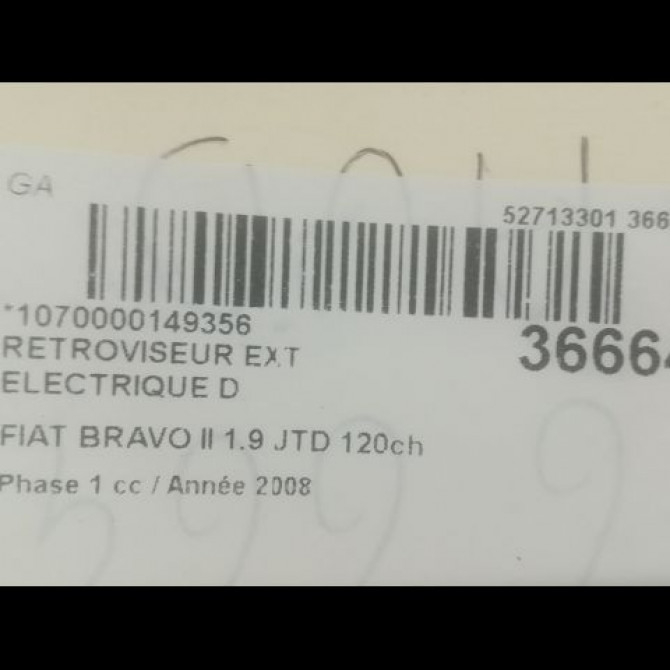 GA
52713301 366
*1070000149356
RETROVISEUR EXT
ELECTRIQUE D
36664
FIAT BRAVO II 1.9 JTD 120ch
Phase 1 cc / Année 2008